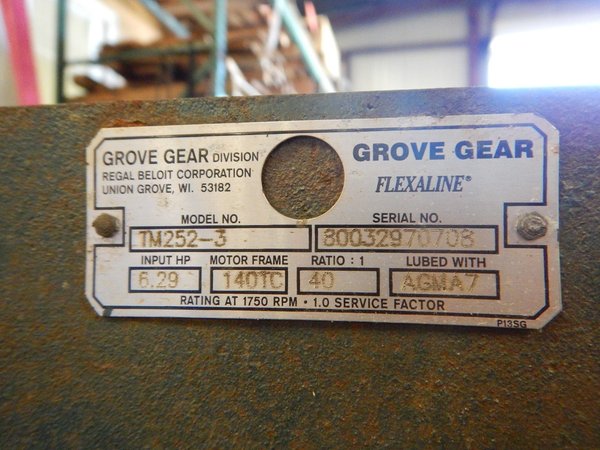 GROVE GEAR DIVISION
REGAL BELOIT CORPORATION
UNION GROVE, WI. 53182
GROVE GEAR
FLEXALINE®
MODEL NO. SERIAL NO.
TM252-3 80032970708
INPUT HP MOTOR FRAME RATIO : 1 LUBED WITH
6.29 140TC 40 AGMA7
RATING AT 1750 RPM • 1.0 SERVICE FACTOR
P13SG